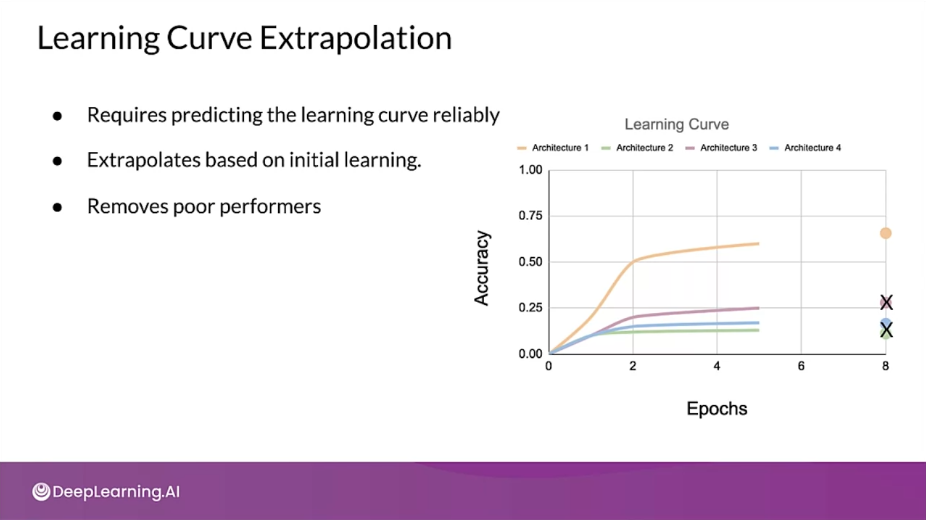 Learning Curve Extrapolation
● Requires predicting the learning curve reliably
● Extrapolates based on initial learning.
● Removes poor performers
Learning Curve
Architecture 1 Architecture 2 Architecture 3 Architecture 4
1.00
0.75
0.50
0.25
0.00
Accuracy
X
X
0 2 4 6 8
Epochs
DeepLearning.AI